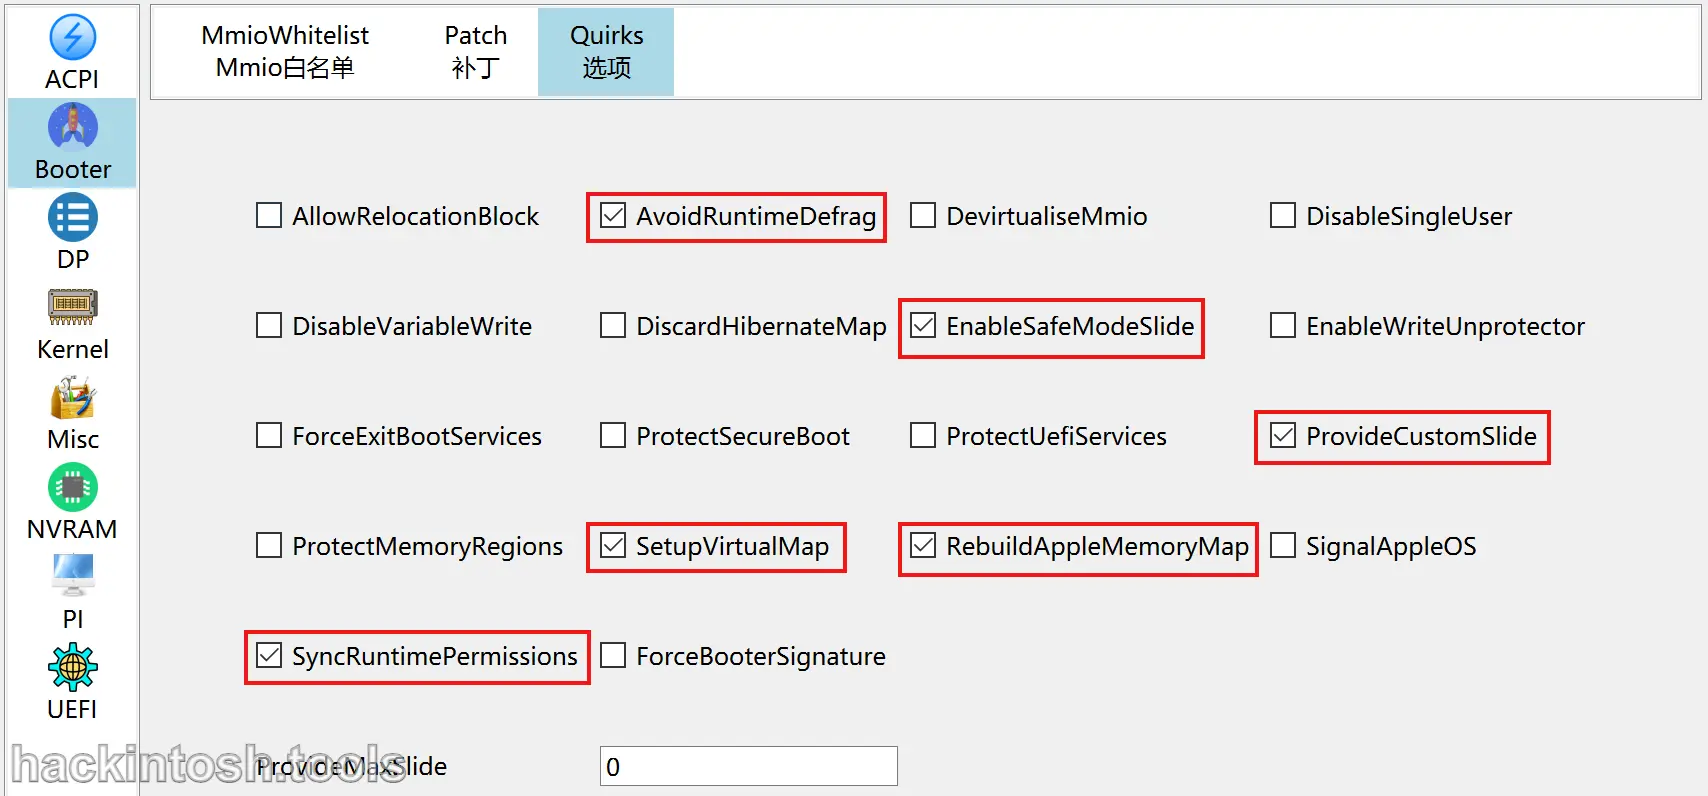 ACPI
Booter
DP
Kernel
Misc
NVRAM
PI
UEFI
MmioWhitelist
Mmio白名单
Patch
补丁
Quirks
选项
AllowRelocationBlock
AvoidRuntimeDefrag
DevirtualiseMmio
DisableSingleUser
DisableVariableWrite
DiscardHibernateMap
EnableSafeModeSlide
EnableWriteUnprotector
ForceExitBootServices
ProtectSecureBoot
ProtectUefiServices
ProvideCustomSlide
ProtectMemoryRegions
SetupVirtualMap
RebuildAppleMemoryMap
SignalAppleOS
SyncRuntimePermissions
ForceBooterSignature
ProvideMaxSlide
0
hackintosh.tools